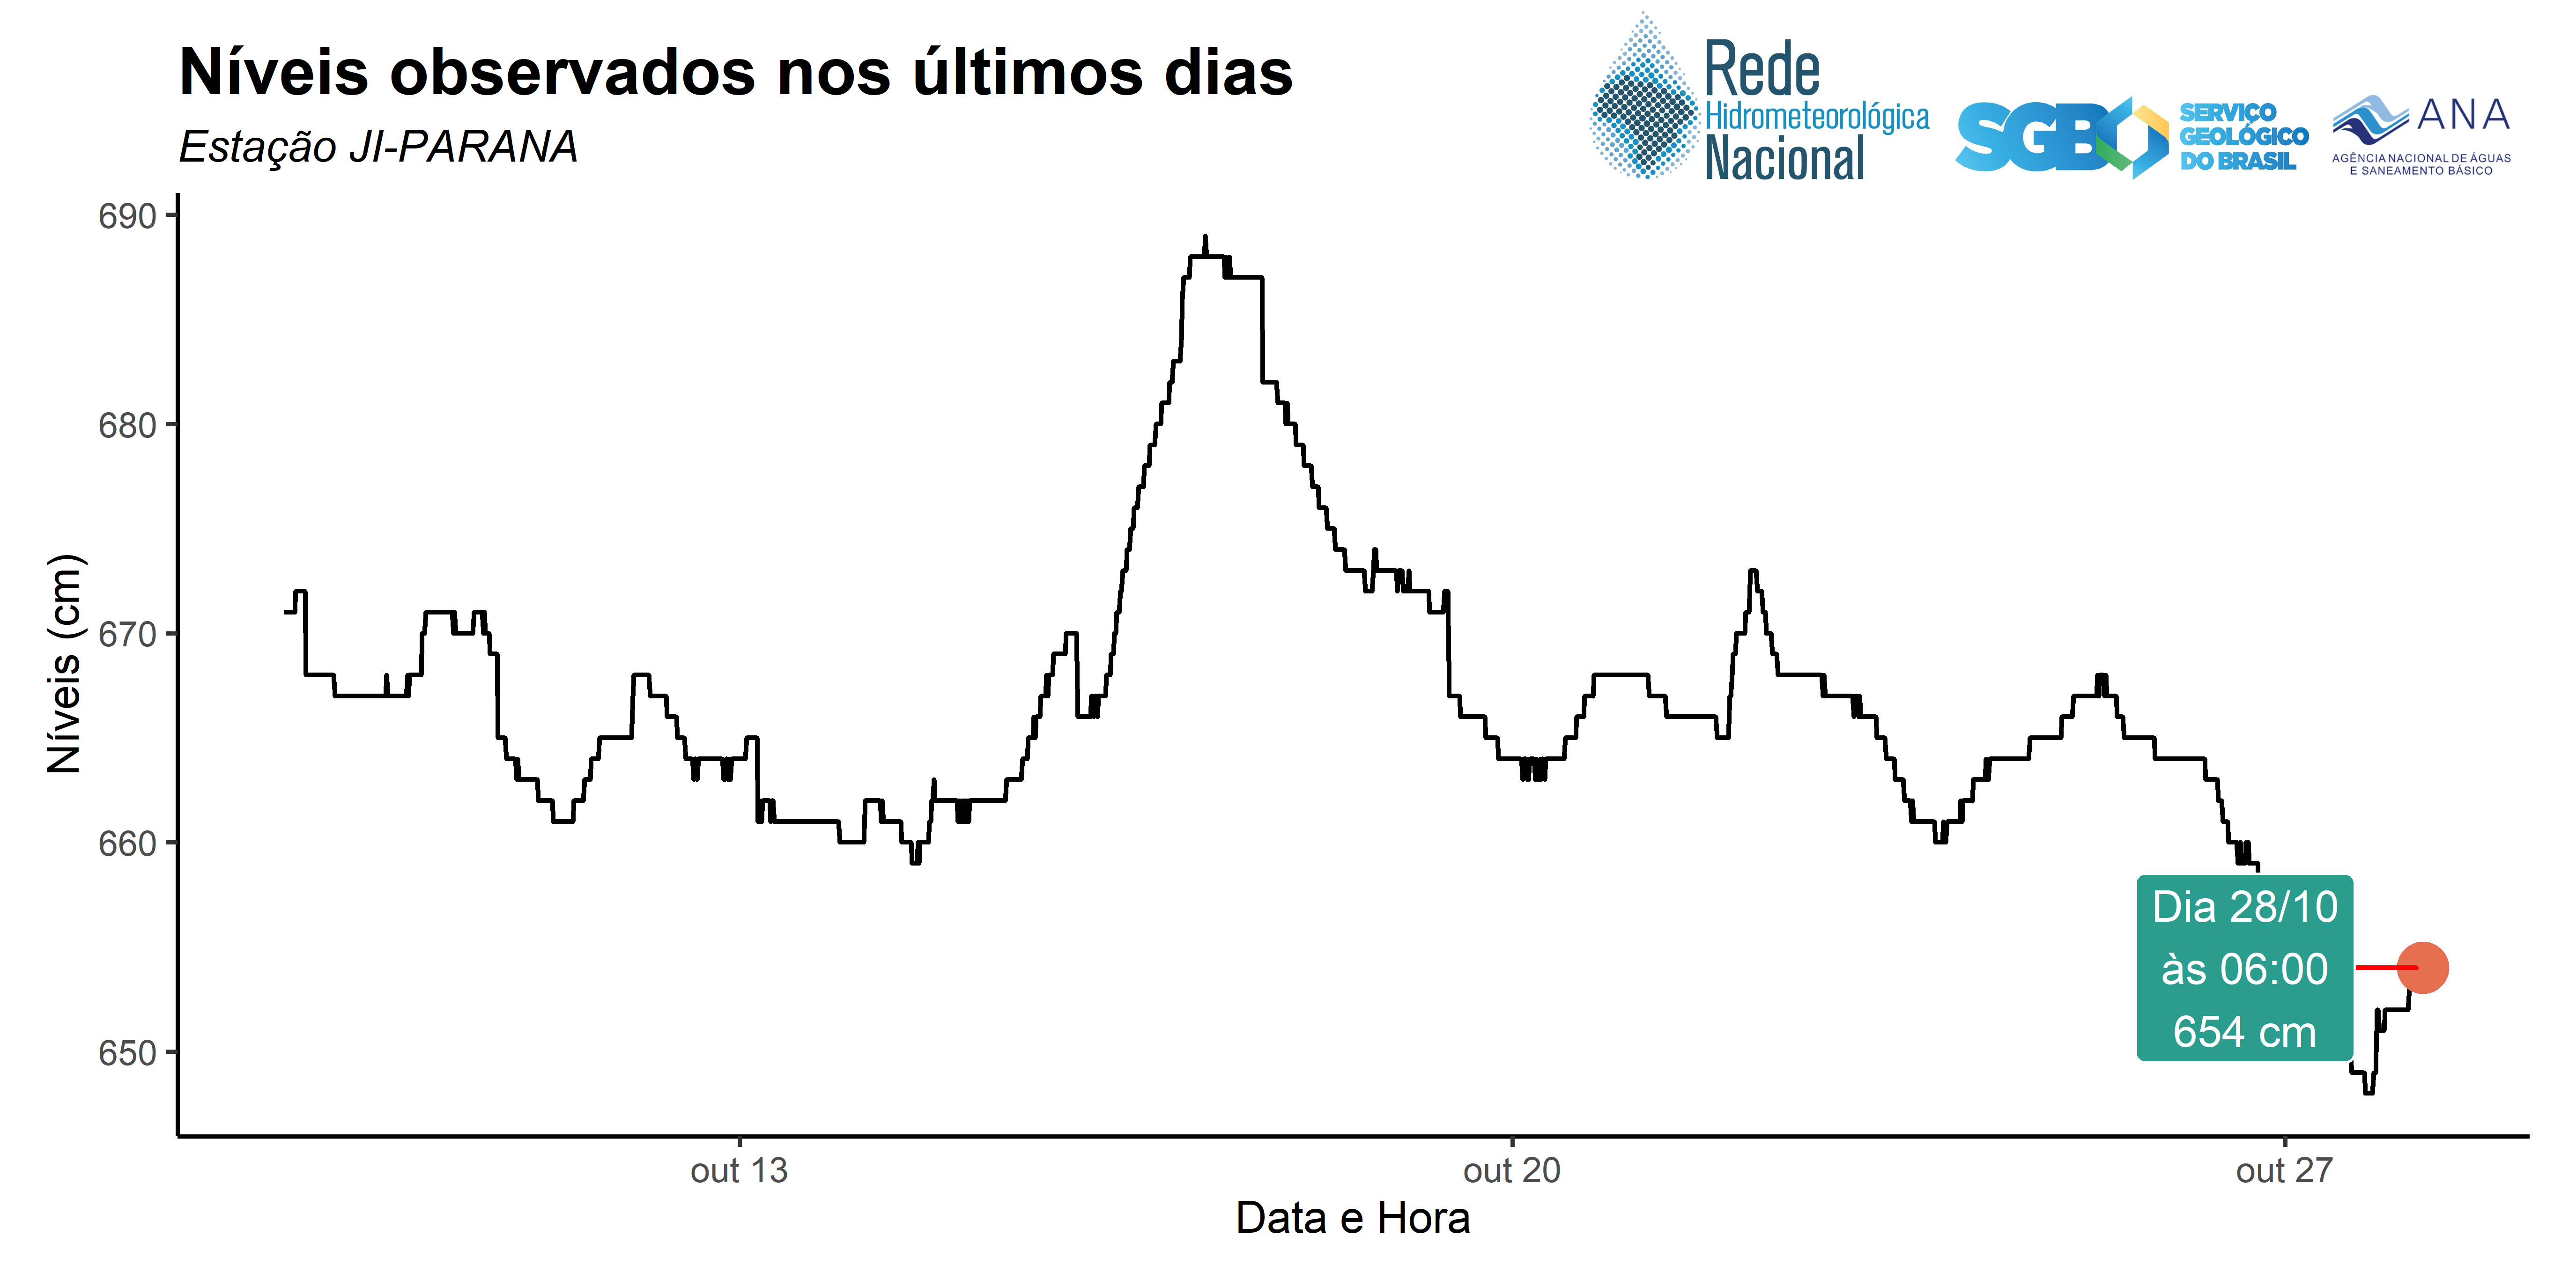 Níveis observados nos últimos dias
Estação JI-PARANA
Rede
Hidrometeorológica
Nacional
SGB
SERVIÇO
GEOLÓGICO
DO BRASIL
ANA
AGÊNCIA NACIONAL DE ÁGUAS
E SANEAMENTO BÁSICO
690
680
670
660
650
Níveis (cm)
Dia 28/10
às 06:00
654 cm
out 13
out 20
out 27
Data e Hora